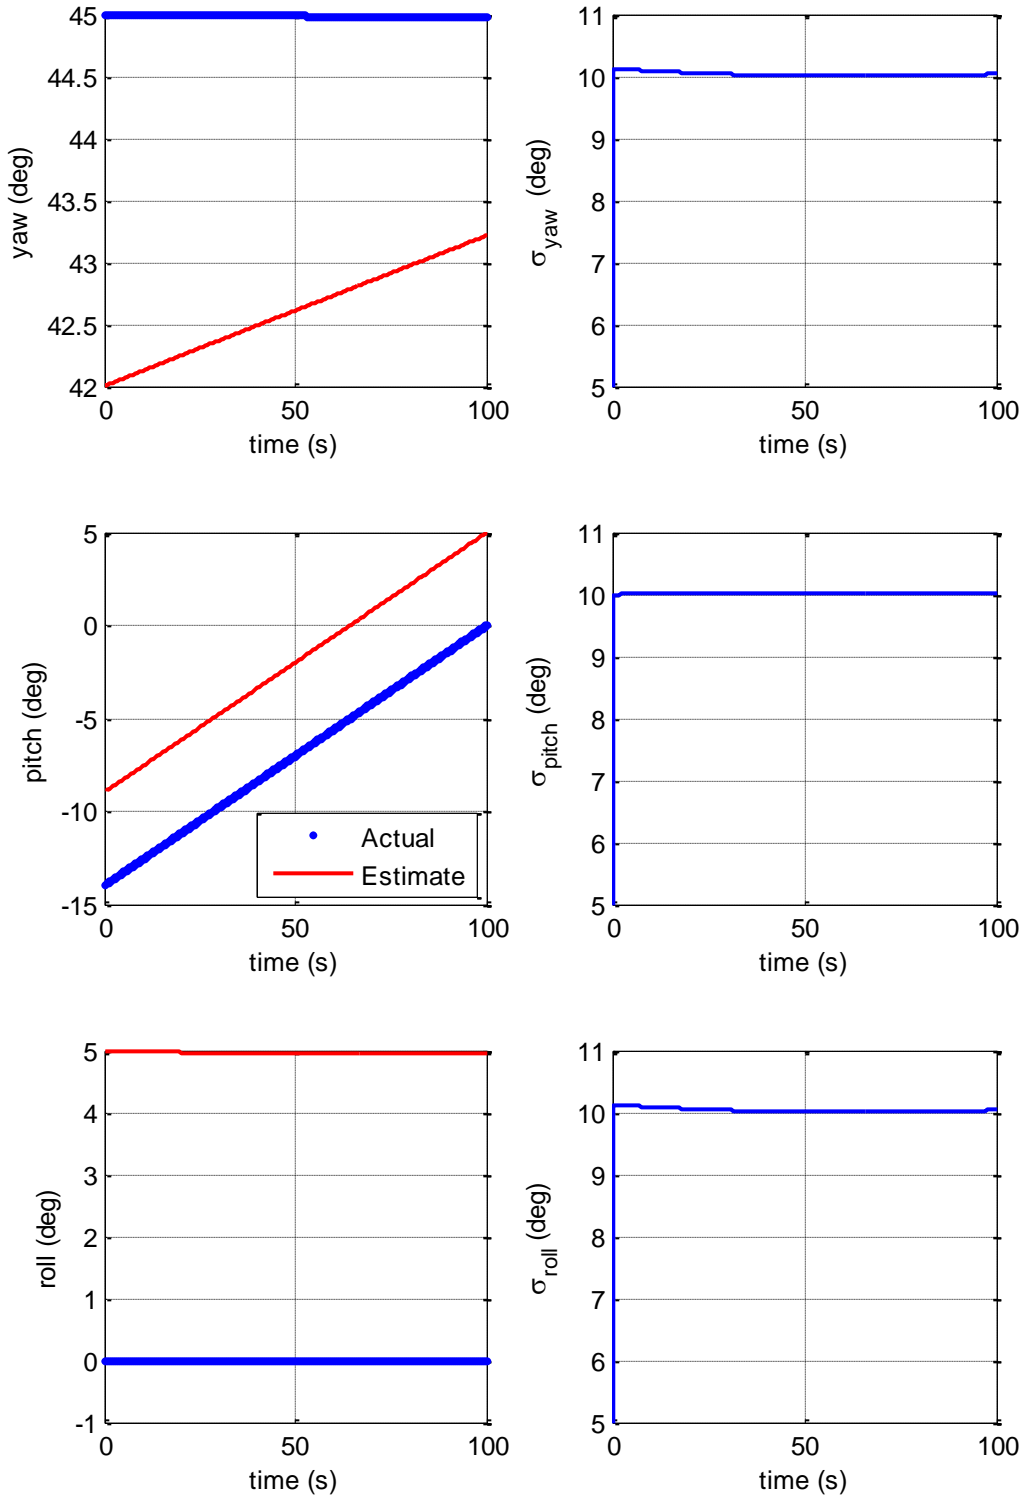 45
44.5
44
43.5
43
42.5
42
yaw (deg)
0 50 100
time (s)
11
10
9
8
7
6
5
σyaw (deg)
0 50 100
time (s)
5
0
-5
-10
-15
pitch (deg)
Actual
Estimate
0 50 100
time (s)
11
10
9
8
7
6
5
σpitch (deg)
0 50 100
time (s)
5
4
3
2
1
0
-1
roll (deg)
0 50 100
time (s)
11
10
9
8
7
6
5
σroll (deg)
0 50 100
time (s)